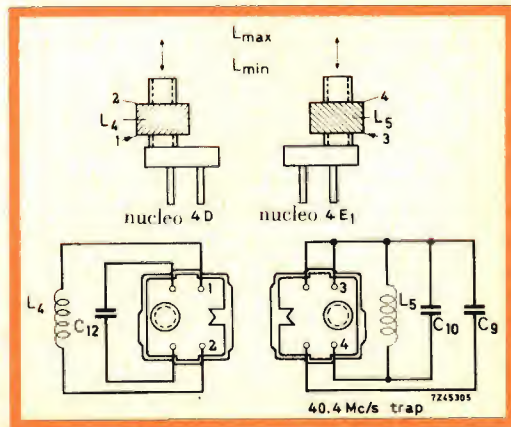 Lmax
Lmin
2
L4
1
4
L5
3
nucleo 4D
nucleo 4E1
L4
C12
1
2
3
4
L5
C10
C9
7Z45305
40.4 Mc/s trap